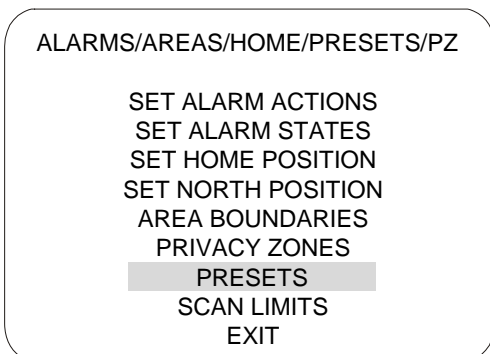 ALARMS/AREAS/HOME/PRESETS/PZ
SET ALARM ACTIONS
SET ALARM STATES
SET HOME POSITION
SET NORTH POSITION
AREA BOUNDARIES
PRIVACY ZONES
PRESETS
SCAN LIMITS
EXIT